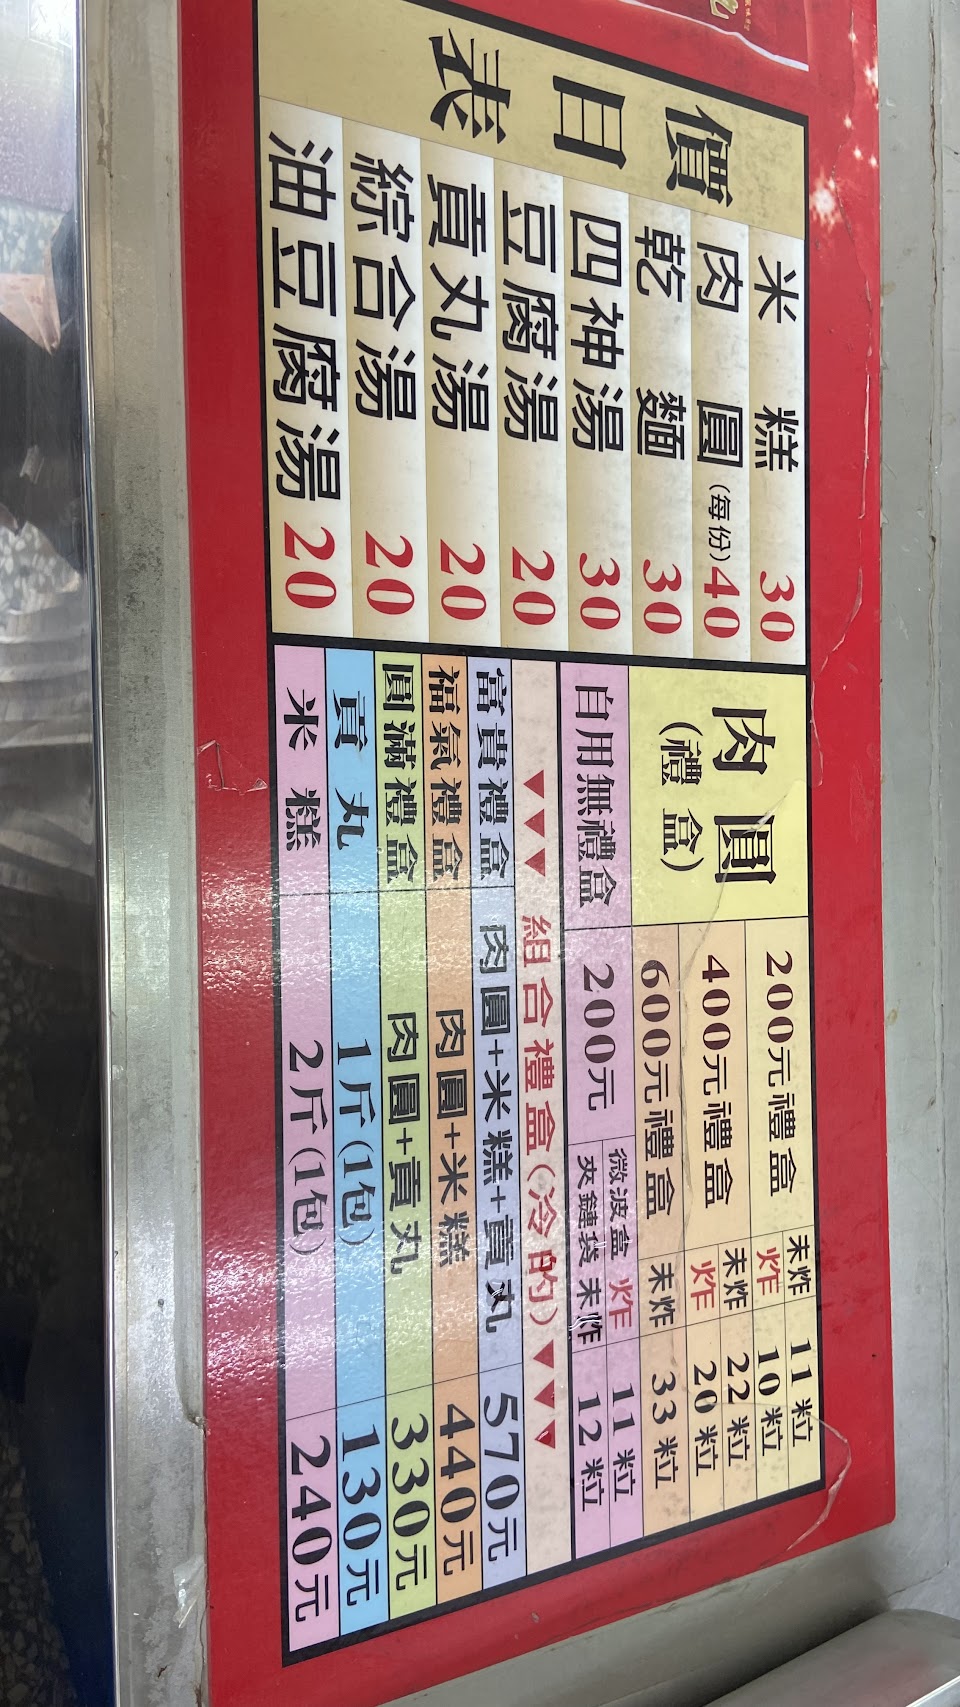 價目表
米糕 30
肉圓(每份) 40
乾麵 30
四神湯 30
豆腐湯 20
貢丸湯 20
綜合湯 20
油豆腐湯 20
肉圓
(禮盒)
200元禮盒 未炸 11粒
炸 10粒
400元禮盒 未炸 22粒
炸 20粒
600元禮盒 未炸 33粒
自用無禮盒 200元 微波盒 炸 11粒
夾鏈袋 未炸 12粒
▼▼▼ 組合禮盒(冷的) ▼▼▼
富貴禮盒 肉圓+米糕+貢丸 570元
福氣禮盒 肉圓+米糕 440元
圓滿禮盒 肉圓+貢丸 330元
貢丸 1斤(1包) 130元
米糕 2斤(1包) 240元